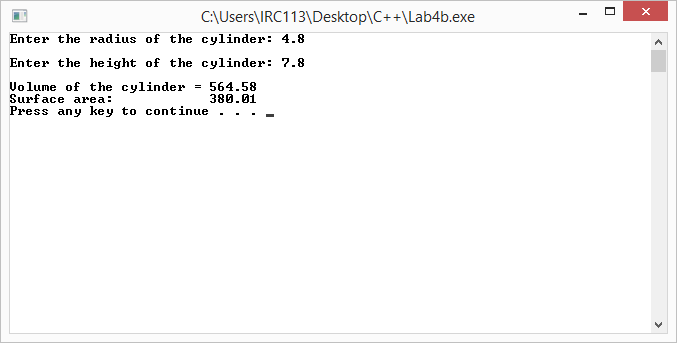 C:\Users\IRC113\Desktop\C++\Lab4b.exe
Enter the radius of the cylinder: 4.8
Enter the height of the cylinder: 7.8
Volume of the cylinder = 564.58
Surface area:            380.01
Press any key to continue . . . _